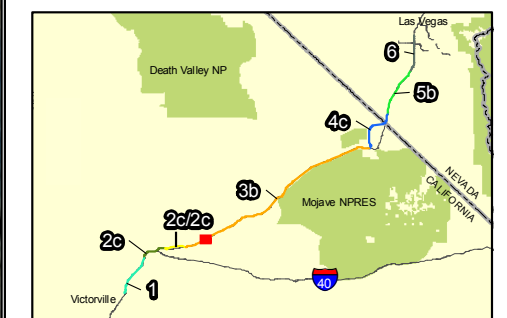 Las Vegas
6
Death Valley NP
5b
4c
NEVADA
CALIFORNIA
3b
Mojave NPRES
2c/2c
2c
40
1
Victorville